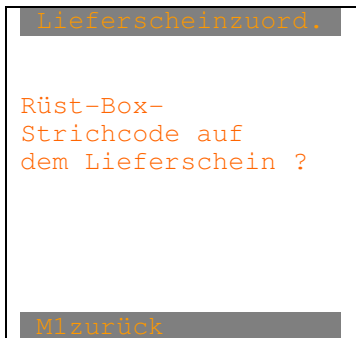 Lieferscheinzuord.
Rüst-Box-
Strichcode auf
dem Lieferschein ?
M1zurück